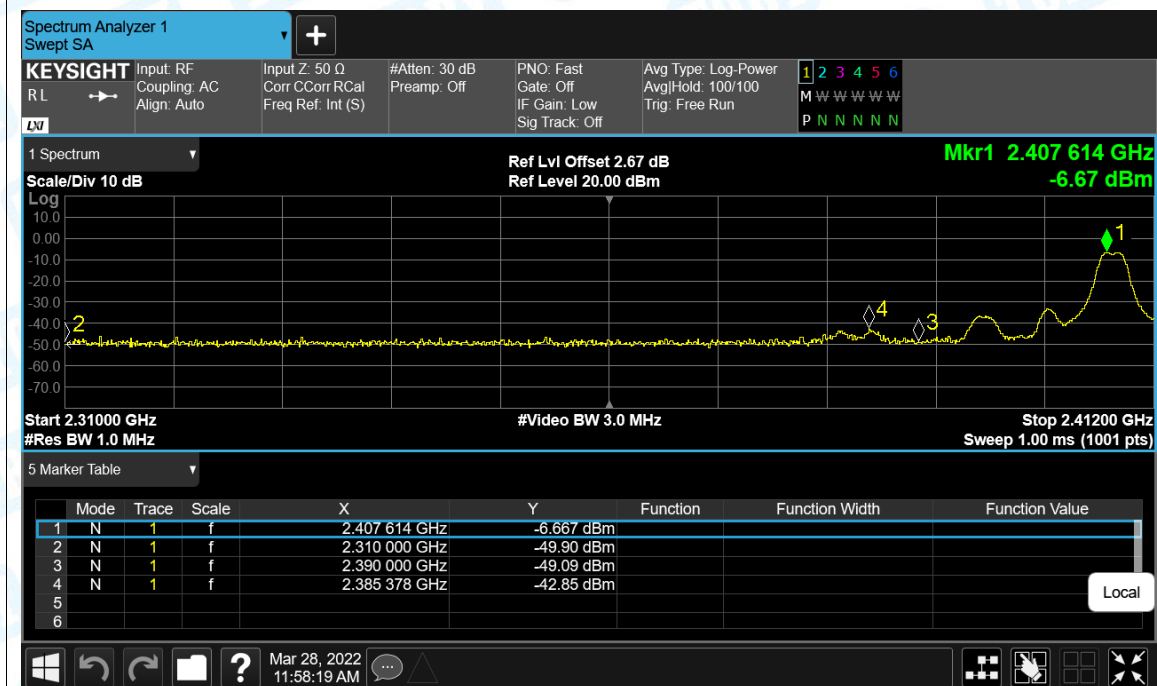 Spectrum Analyzer 1
Swept SA
+
KEYSIGHT Input: RF Input Z: 50 Ω #Atten: 30 dB PNO: Fast Avg Type: Log-Power 1 2 3 4 5 6
R L Coupling: AC Corr CCorr RCal Preamp: Off Gate: Off Avg|Hold: 100/100 M W W W W W
Align: Auto Freq Ref: Int (S) IF Gain: Low Trig: Free Run
LXI Sig Track: Off P N N N N N
1 Spectrum Ref Lvl Offset 2.67 dB Mkr1 2.407 614 GHz
Scale/Div 10 dB Ref Level 20.00 dBm -6.67 dBm
Log
10.0
0.00 1
-10.0
-20.0
-30.0
-40.0 2 4 3
-50.0
-60.0
-70.0
Start 2.31000 GHz #Video BW 3.0 MHz Stop 2.41200 GHz
#Res BW 1.0 MHz Sweep 1.00 ms (1001 pts)
5 Marker Table
Mode Trace Scale X Y Function Function Width Function Value
1 N 1 f 2.407 614 GHz -6.667 dBm
2 N 1 f 2.310 000 GHz -49.90 dBm
3 N 1 f 2.390 000 GHz -49.09 dBm
4 N 1 f 2.385 378 GHz -42.85 dBm
5
6
Local
? Mar 28, 2022
11:58:19 AM